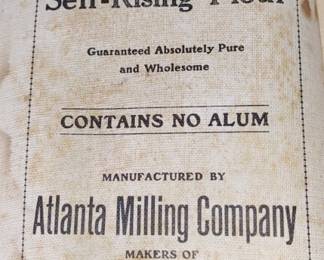 Self-Rising Flour
Guaranteed Absolutely Pure
and Wholesome
CONTAINS NO ALUM
MANUFACTURED BY
Atlanta Milling Company
MAKERS OF